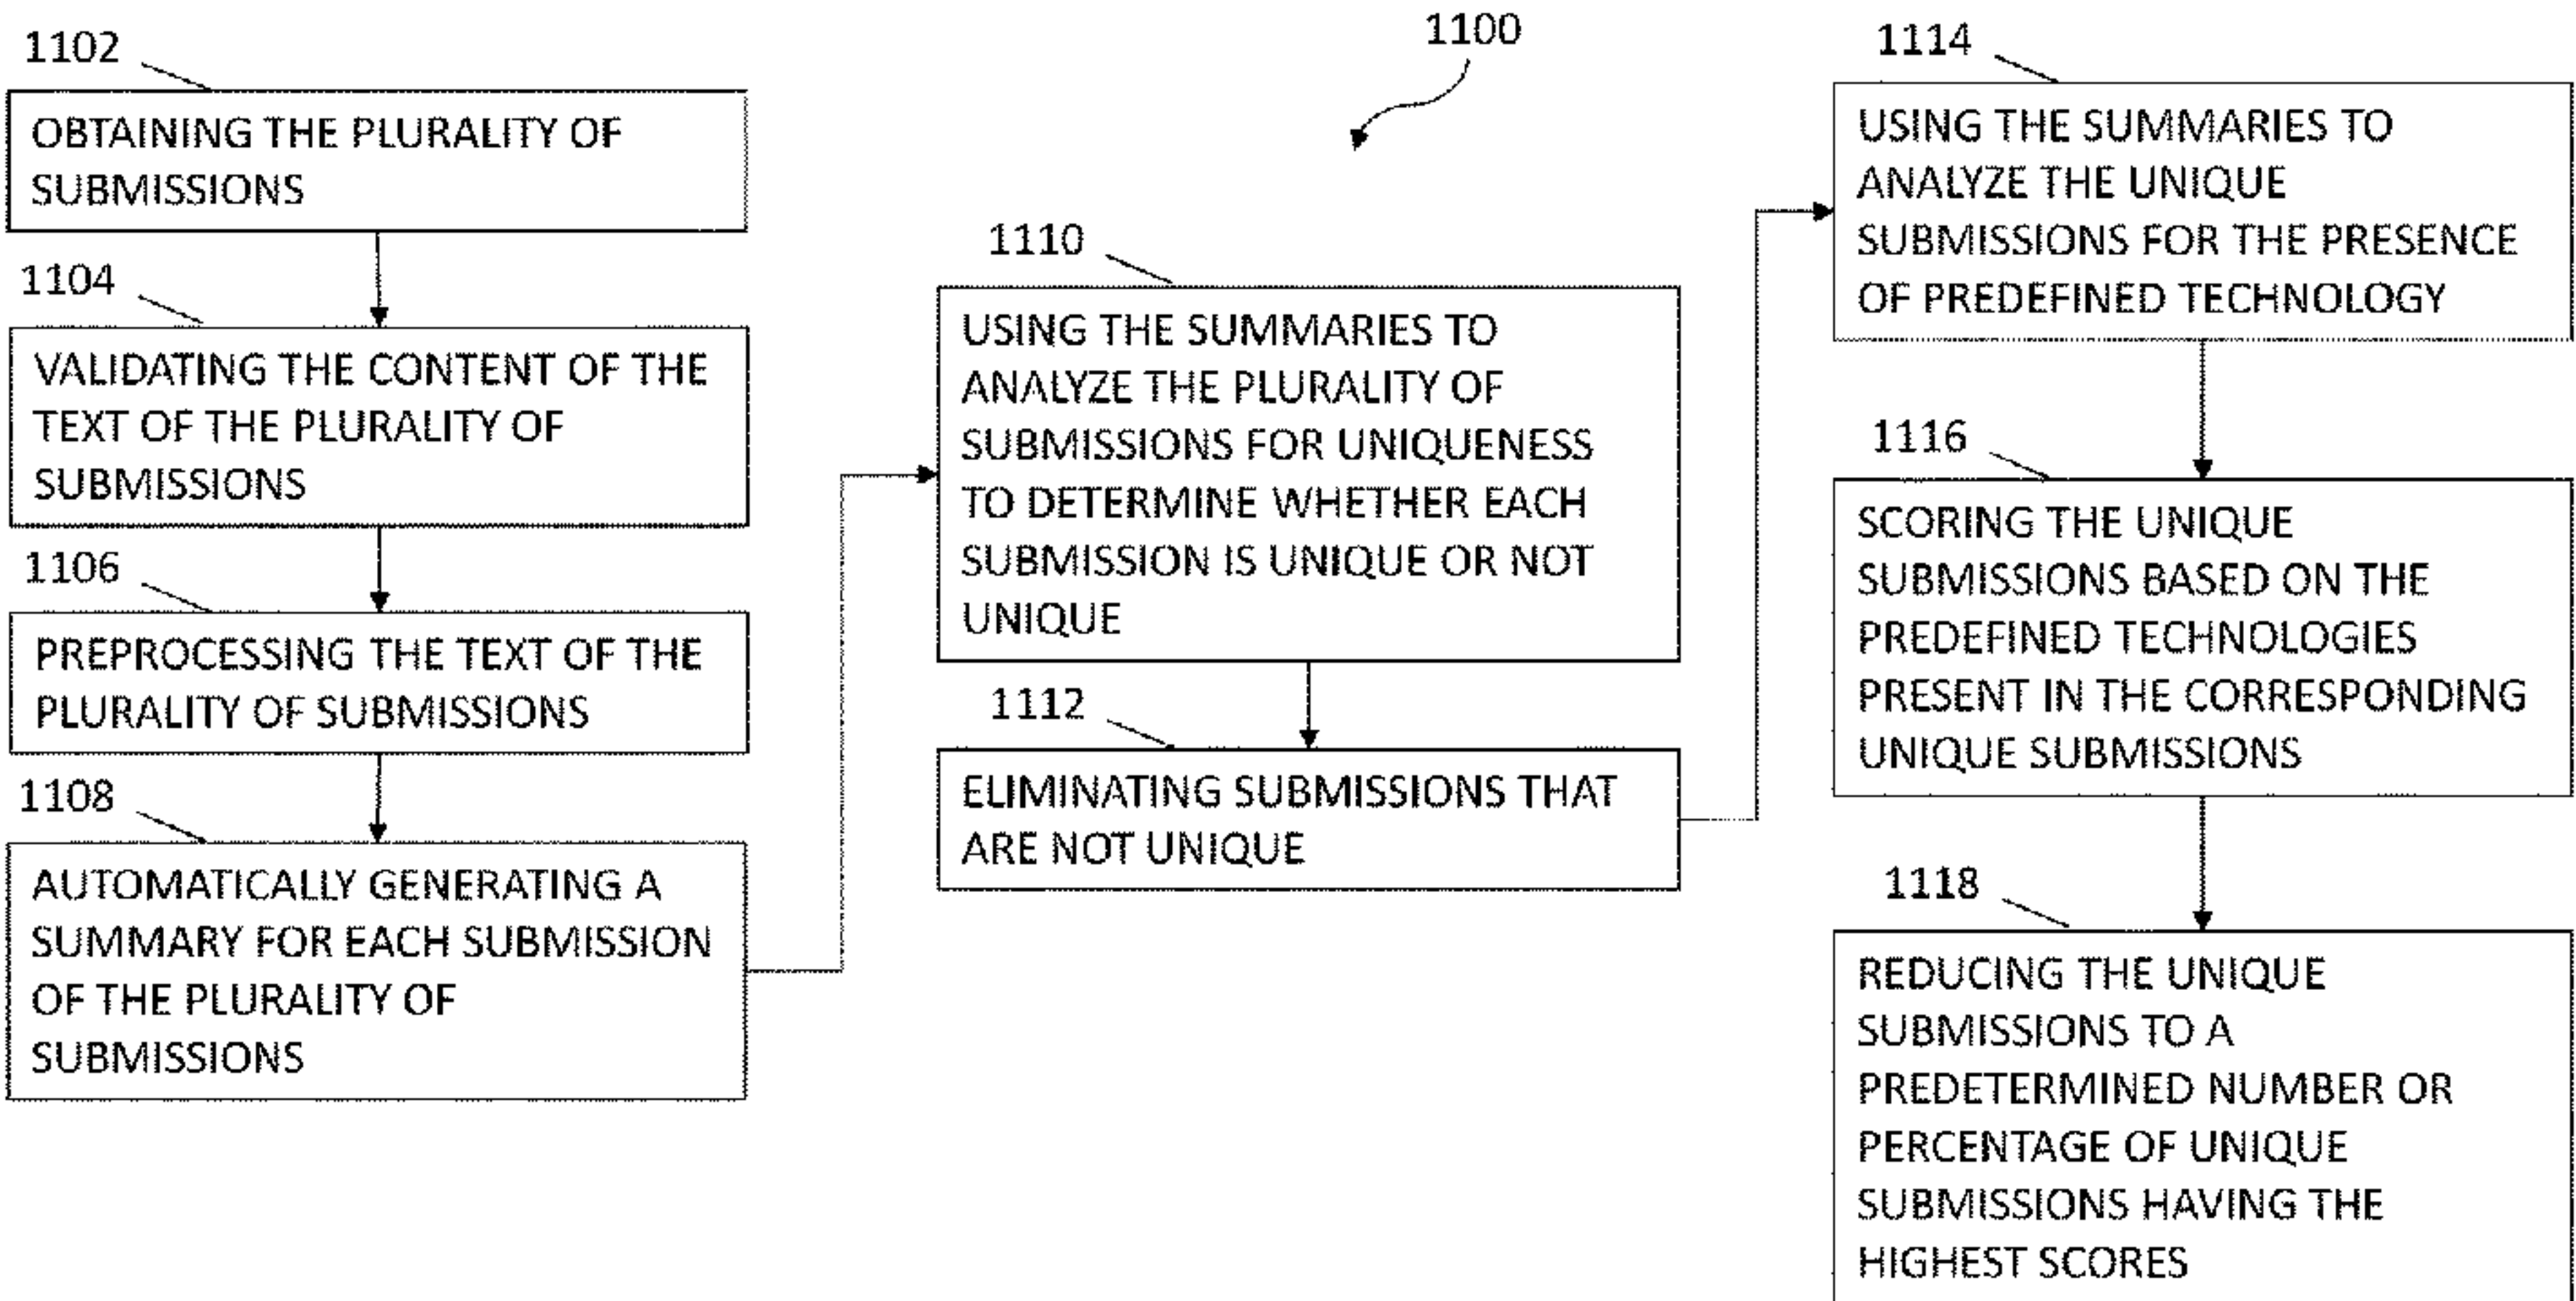 1102
OBTAINING THE PLURALITY OF
SUBMISSIONS
1104
VALIDATING THE CONTENT OF THE
TEXT OF THE PLURALITY OF
SUBMISSIONS
1106
PREPROCESSING THE TEXT OF THE
PLURALITY OF SUBMISSIONS
1108
AUTOMATICALLY GENERATING A
SUMMARY FOR EACH SUBMISSION
OF THE PLURALITY OF
SUBMISSIONS
1100
1110
USING THE SUMMARIES TO
ANALYZE THE PLURALITY OF
SUBMISSIONS FOR UNIQUENESS
TO DETERMINE WHETHER EACH
SUBMISSION IS UNIQUE OR NOT
UNIQUE
1112
ELIMINATING SUBMISSIONS THAT
ARE NOT UNIQUE
1114
USING THE SUMMARIES TO
ANALYZE THE UNIQUE
SUBMISSIONS FOR THE PRESENCE
OF PREDEFINED TECHNOLOGY
1116
SCORING THE UNIQUE
SUBMISSIONS BASED ON THE
PREDEFINED TECHNOLOGIES
PRESENT IN THE CORRESPONDING
UNIQUE SUBMISSIONS
1118
REDUCING THE UNIQUE
SUBMISSIONS TO A
PREDETERMINED NUMBER OR
PERCENTAGE OF UNIQUE
SUBMISSIONS HAVING THE
HIGHEST SCORES